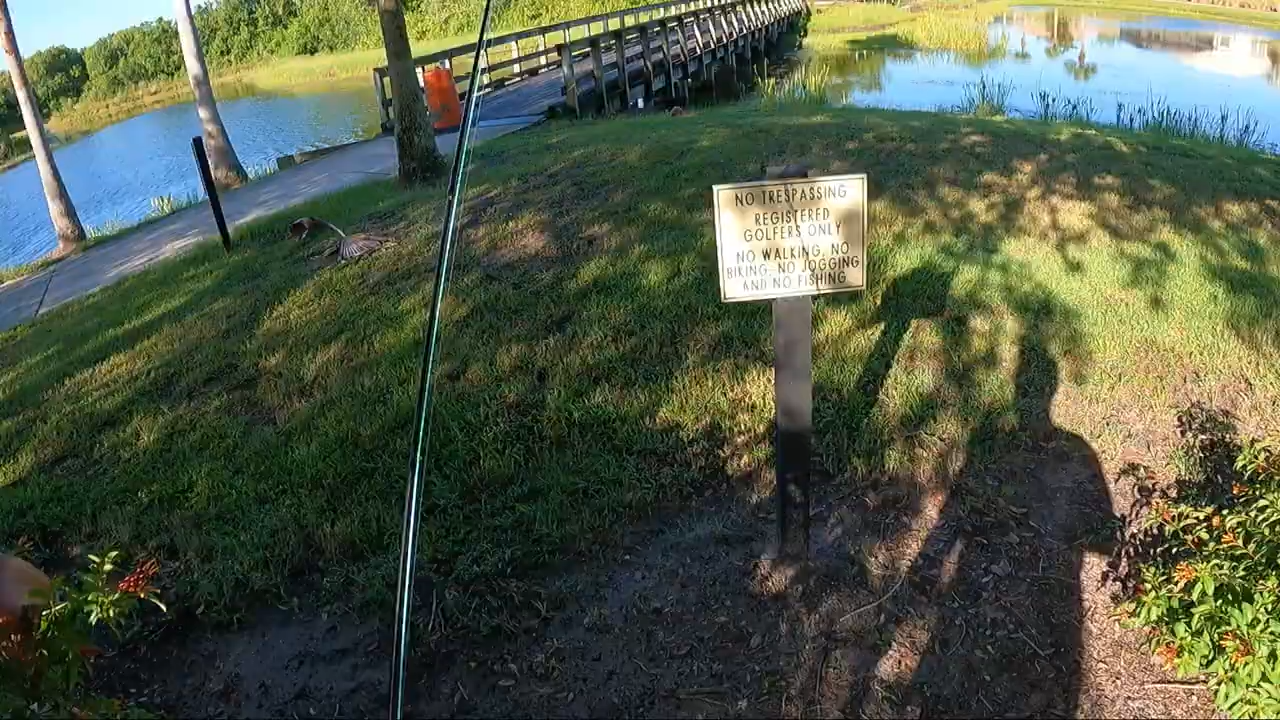 NO TRESPASSING
REGISTERED
GOLFERS ONLY
NO WALKING, NO
BIKING, NO JOGGING
AND NO FISHING